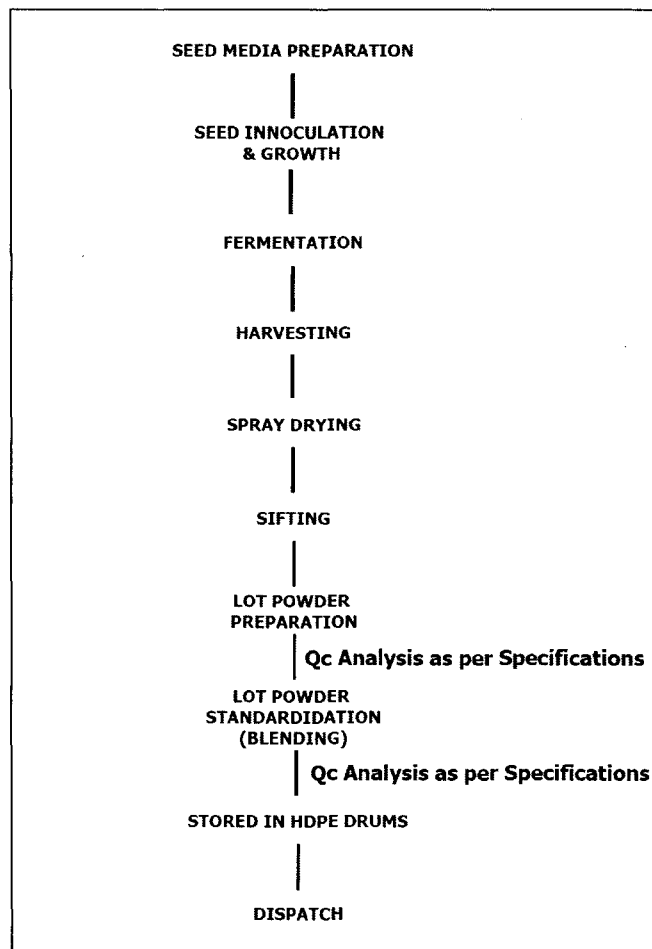 SEED MEDIA PREPARATION
SEED INNOCULATION
& GROWTH
FERMENTATION
HARVESTING
SPRAY DRYING
SIFTING
LOT POWDER
PREPARATION
Qc Analysis as per Specifications
LOT POWDER
STANDARDIDATION
(BLENDING)
Qc Analysis as per Specifications
STORED IN HDPE DRUMS
DISPATCH